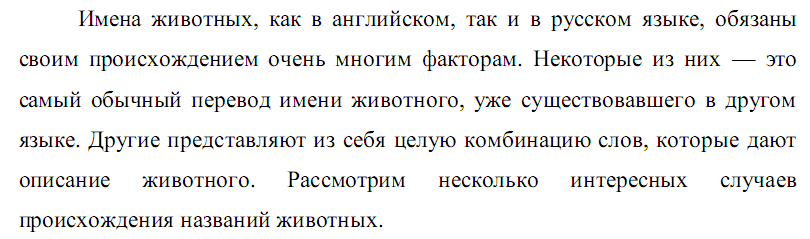 Имена животных, как в английском, так и в русском языке, обязаны
своим происхождением очень многим факторам. Некоторые из них — это
самый обычный перевод имени животного, уже существовавшего в другом
языке. Другие представляют из себя целую комбинацию слов, которые дают
описание животного. Рассмотрим несколько интересных случаев
происхождения названий животных.